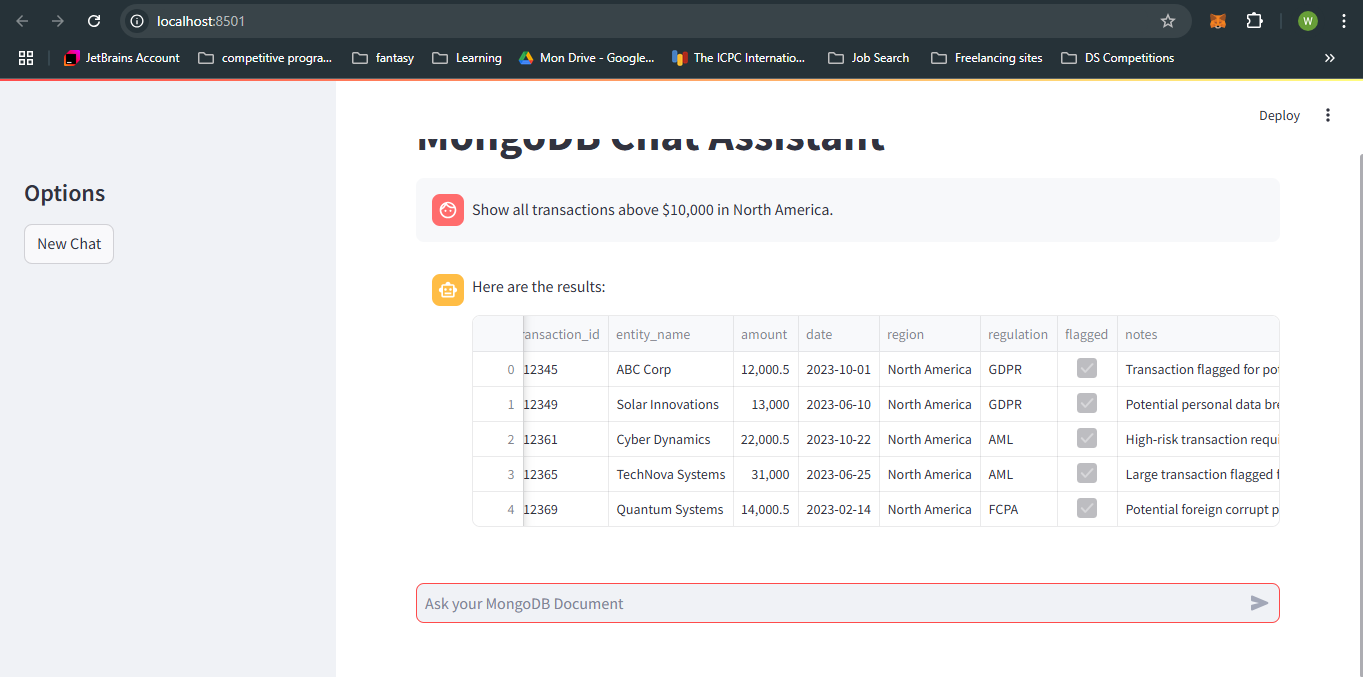 localhost:8501
W
JetBrains Account competitive progra... fantasy Learning Mon Drive - Google... The ICPC Internatio... Job Search Freelancing sites DS Competitions
Deploy
MongoDB Chat Assistant
Options
New Chat
Show all transactions above $10,000 in North America.
Here are the results:
ransaction_id entity_name amount date region regulation flagged notes
0 12345 ABC Corp 12,000.5 2023-10-01 North America GDPR Transaction flagged for po
1 12349 Solar Innovations 13,000 2023-06-10 North America GDPR Potential personal data bre
2 12361 Cyber Dynamics 22,000.5 2023-10-22 North America AML High-risk transaction requi
3 12365 TechNova Systems 31,000 2023-06-25 North America AML Large transaction flagged f
4 12369 Quantum Systems 14,000.5 2023-02-14 North America FCPA Potential foreign corrupt p
Ask your MongoDB Document